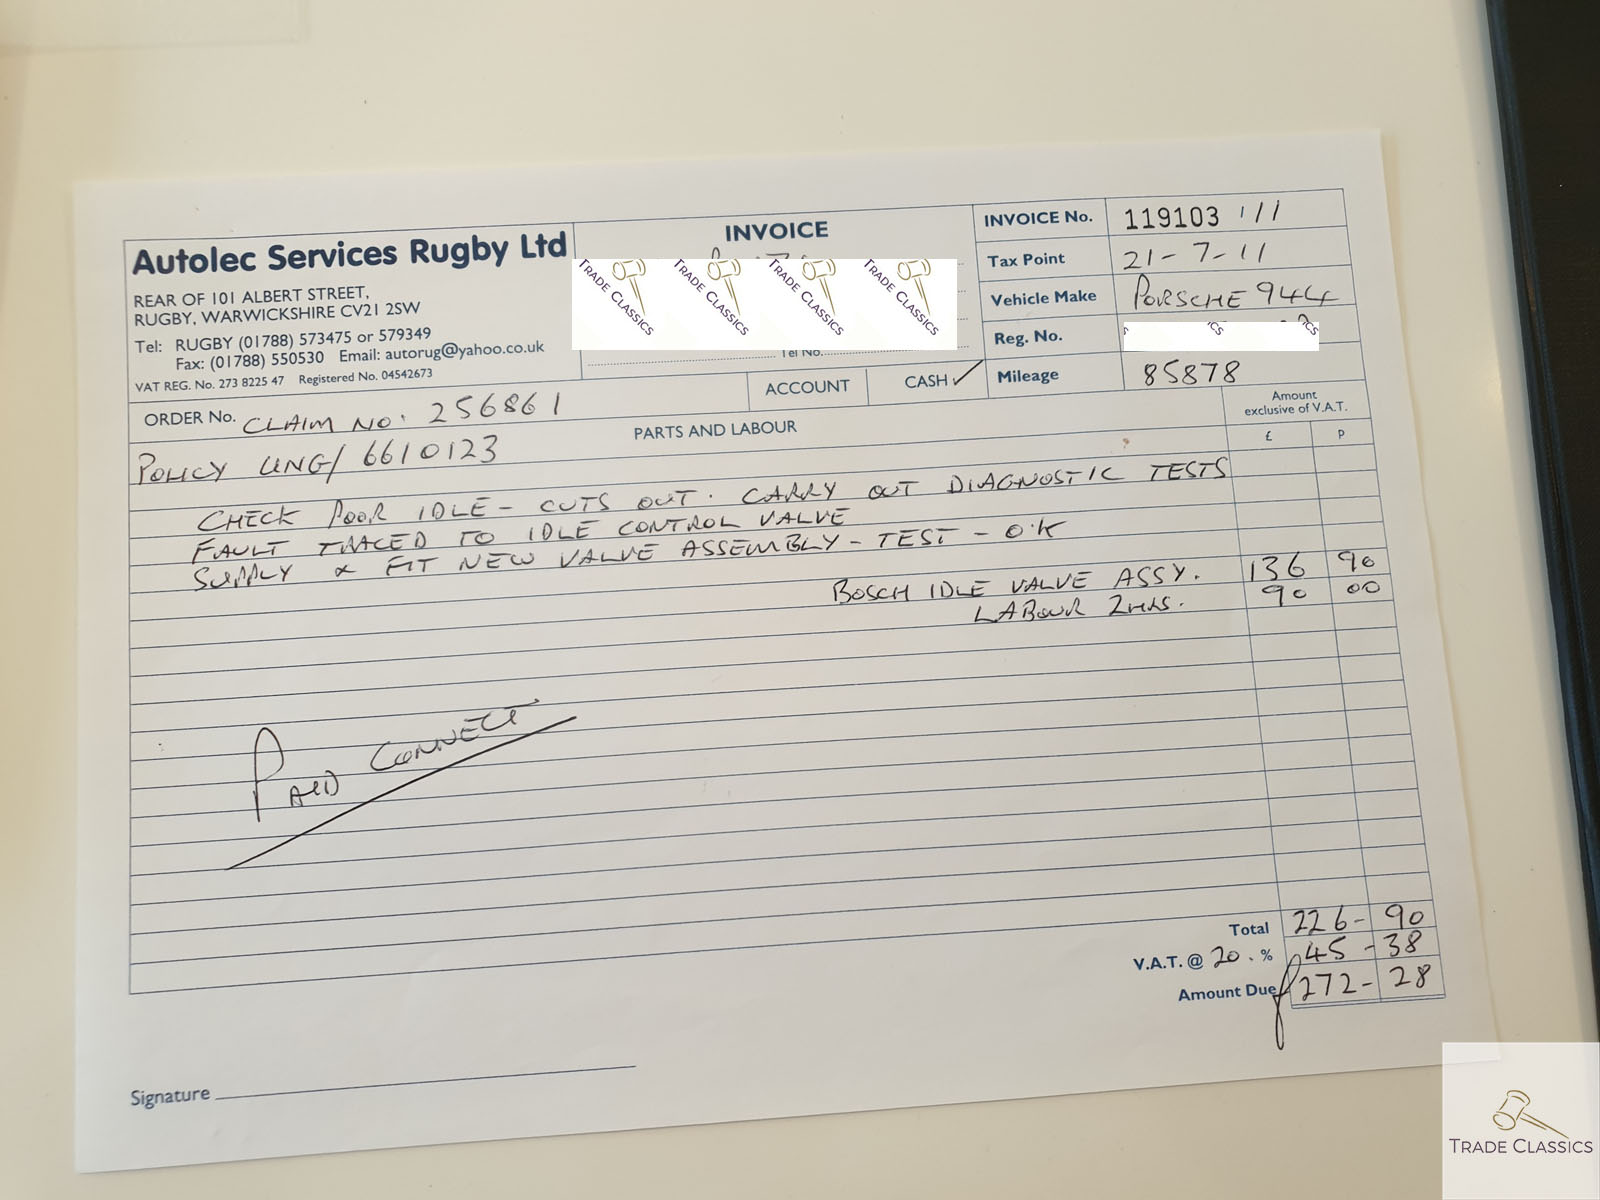 INVOICE
INVOICE No. 119103 111
Autolec Services Rugby Ltd
REAR OF 101 ALBERT STREET,
RUGBY, WARWICKSHIRE CV21 2SW
Tel: RUGBY (01788) 573475 or 579349
Fax: (01788) 550530 Email: autorug@yahoo.co.uk
VAT REG. No. 273 8225 47 Registered No. 04542673
TRADE CLASSICS TRADE CLASSICS TRADE CLASSICS TRADE CLASSICS
Tel No.
Tax Point 21-7-11
Vehicle Make PORSCHE 944
Reg. No.
Mileage 85878
ACCOUNT CASH ✓
ORDER No. CLAIM NO. 256861
PARTS AND LABOUR
Amount
exclusive of V.A.T.
£ P
POLICY UNG/6610123
CHECK POOR IDLE - CUTS OUT. CARRY OUT DIAGNOSTIC TESTS
FAULT TRACED TO IDLE CONTROL VALVE
SUPPLY & FIT NEW VALVE ASSEMBLY - TEST - O.K
BOSCH IDLE VALVE ASSY. 136 90
LABOUR 2HRS. 90 00
PAID CONNECT
Total 226-90
V.A.T. @ 20.% 45-38
Amount Due £272-28
Signature
TRADE CLASSICS